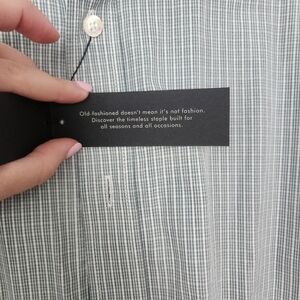 Old-fashioned doesn't mean it's not fashion.
Discover the timeless staple built for
all seasons and all occasions.